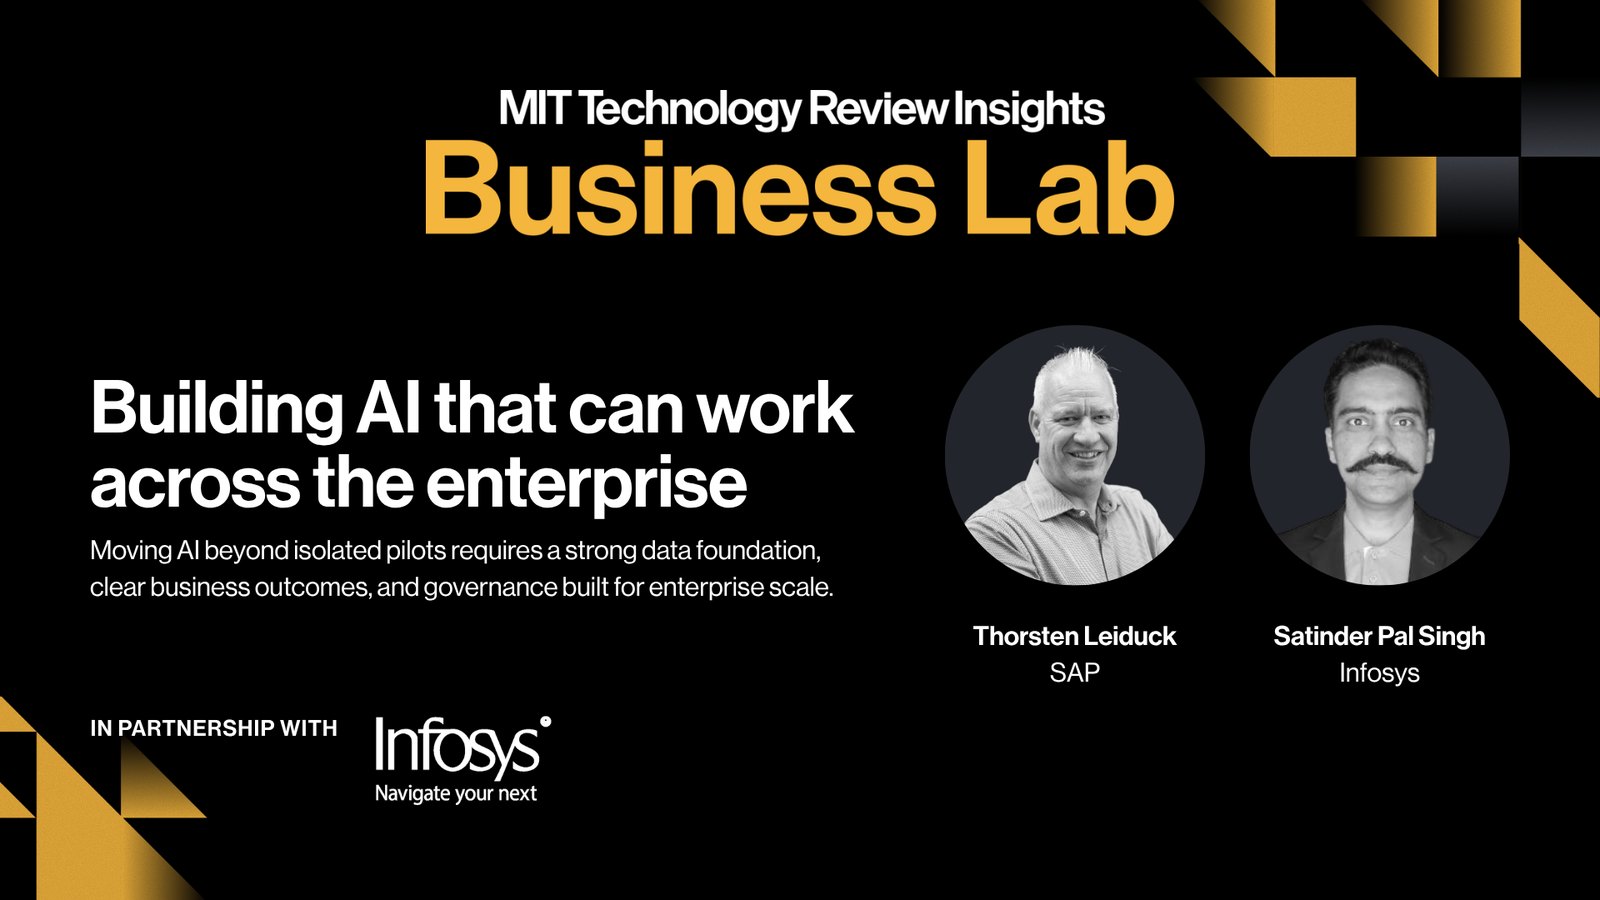 MIT Technology Review Insights
Business Lab
Building AI that can work
across the enterprise
Moving AI beyond isolated pilots requires a strong data foundation,
clear business outcomes, and governance built for enterprise scale.
Thorsten Leiduck
SAP
Satinder Pal Singh
Infosys
IN PARTNERSHIP WITH
Infosys
Navigate your next